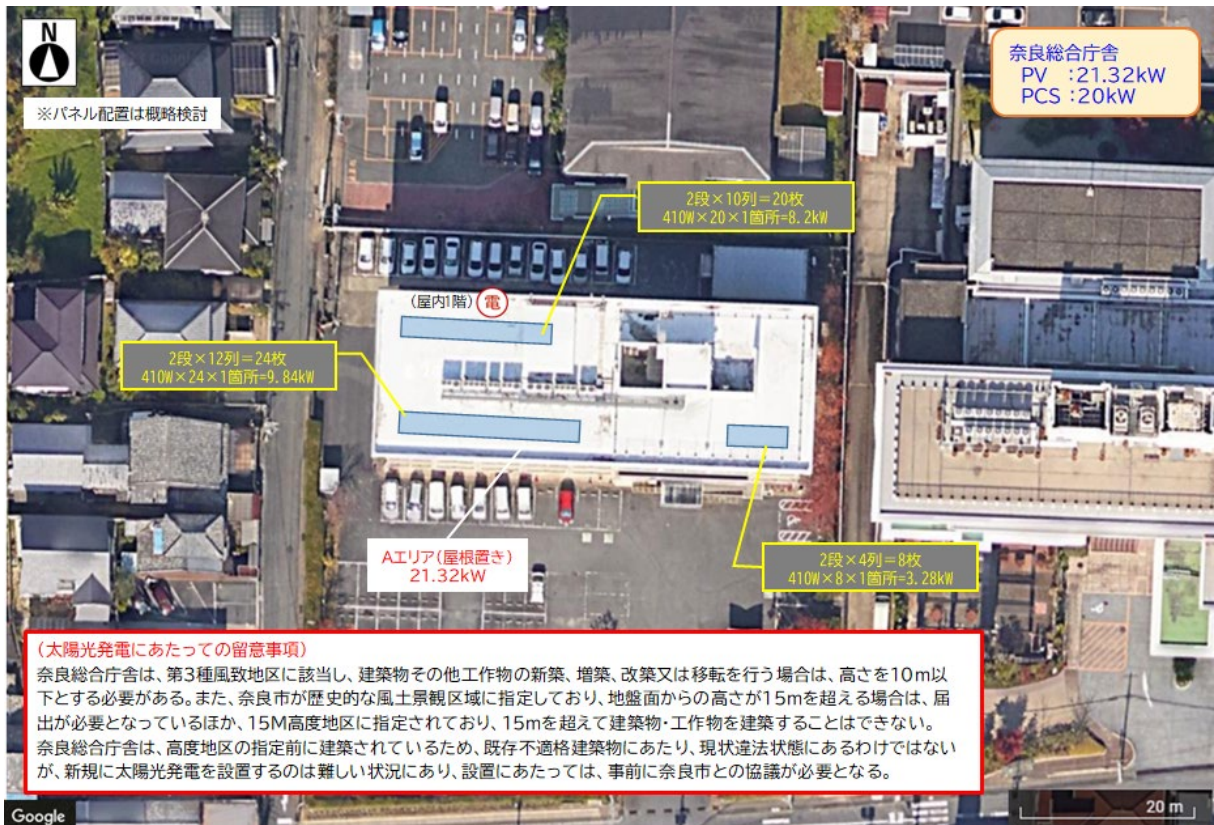 N
※パネル配置は概略検討
奈良総合庁舎
PV :21.32kW
PCS :20kW
2段×10列=20枚
410W×20×1箇所=8.2kW
(屋内1階)
電
2段×12列=24枚
410W×24×1箇所=9.84kW
Aエリア(屋根置き)
21.32kW
2段×4列=8枚
410W×8×1箇所=3.28kW
(太陽光発電にあたっての留意事項)
奈良総合庁舎は、第3種風致地区に該当し、建築物その他工作物の新築、増築、改築又は移転を行う場合は、高さを10m以
下とする必要がある。また、奈良市が歴史的な風土景観区域に指定しており、地盤面からの高さが15mを超える場合は、届
出が必要となっているほか、15M高度地区に指定されており、15mを超えて建築物・工作物を建築することはできない。
奈良総合庁舎は、高度地区の指定前に建築されているため、既存不適格建築物にあたり、現状違法状態にあるわけではない
が、新規に太陽光発電を設置するのは難しい状況にあり、設置にあたっては、事前に奈良市との協議が必要となる。
Google
20 m